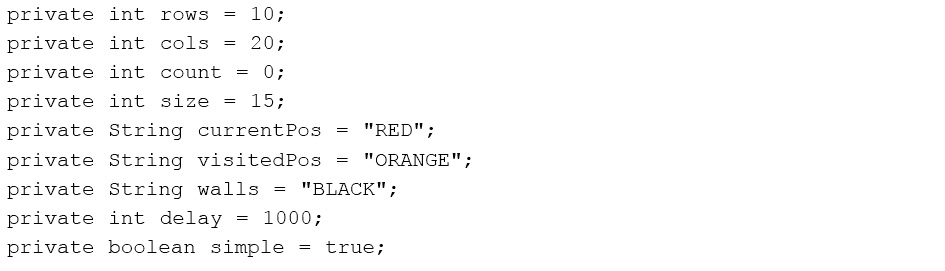 private int rows = 10;
private int cols = 20;
private int count = 0;
private int size = 15;
private String currentPos = "RED";
private String visitedPos = "ORANGE";
private String walls = "BLACK";
private int delay = 1000;
private boolean simple = true;